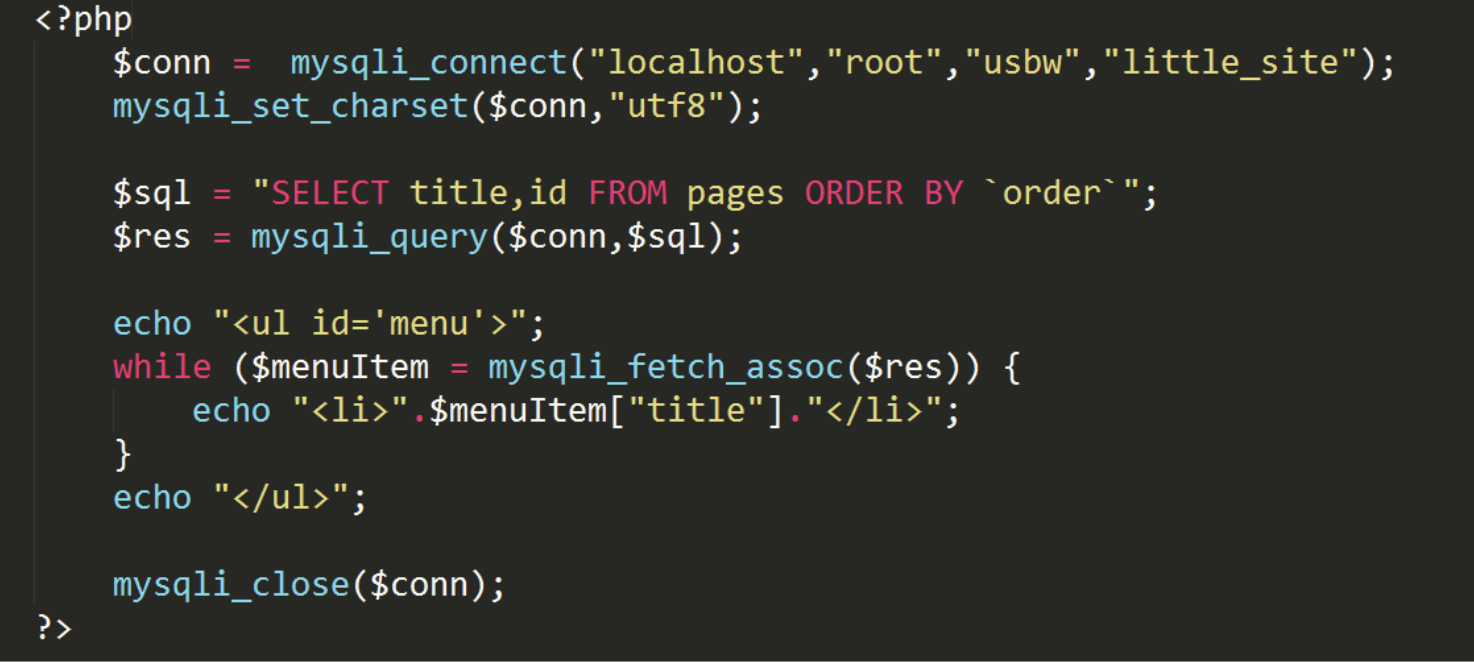 <?php
$conn =  mysqli_connect("localhost","root","usbw","little_site");
mysqli_set_charset($conn,"utf8");
$sql = "SELECT title,id FROM pages ORDER BY `order`";
$res = mysqli_query($conn,$sql);
echo "<ul id='menu'>";
while ($menuItem = mysqli_fetch_assoc($res)) {
echo "<li>".$menuItem["title"]."</li>";
}
echo "</ul>";
mysqli_close($conn);
?>